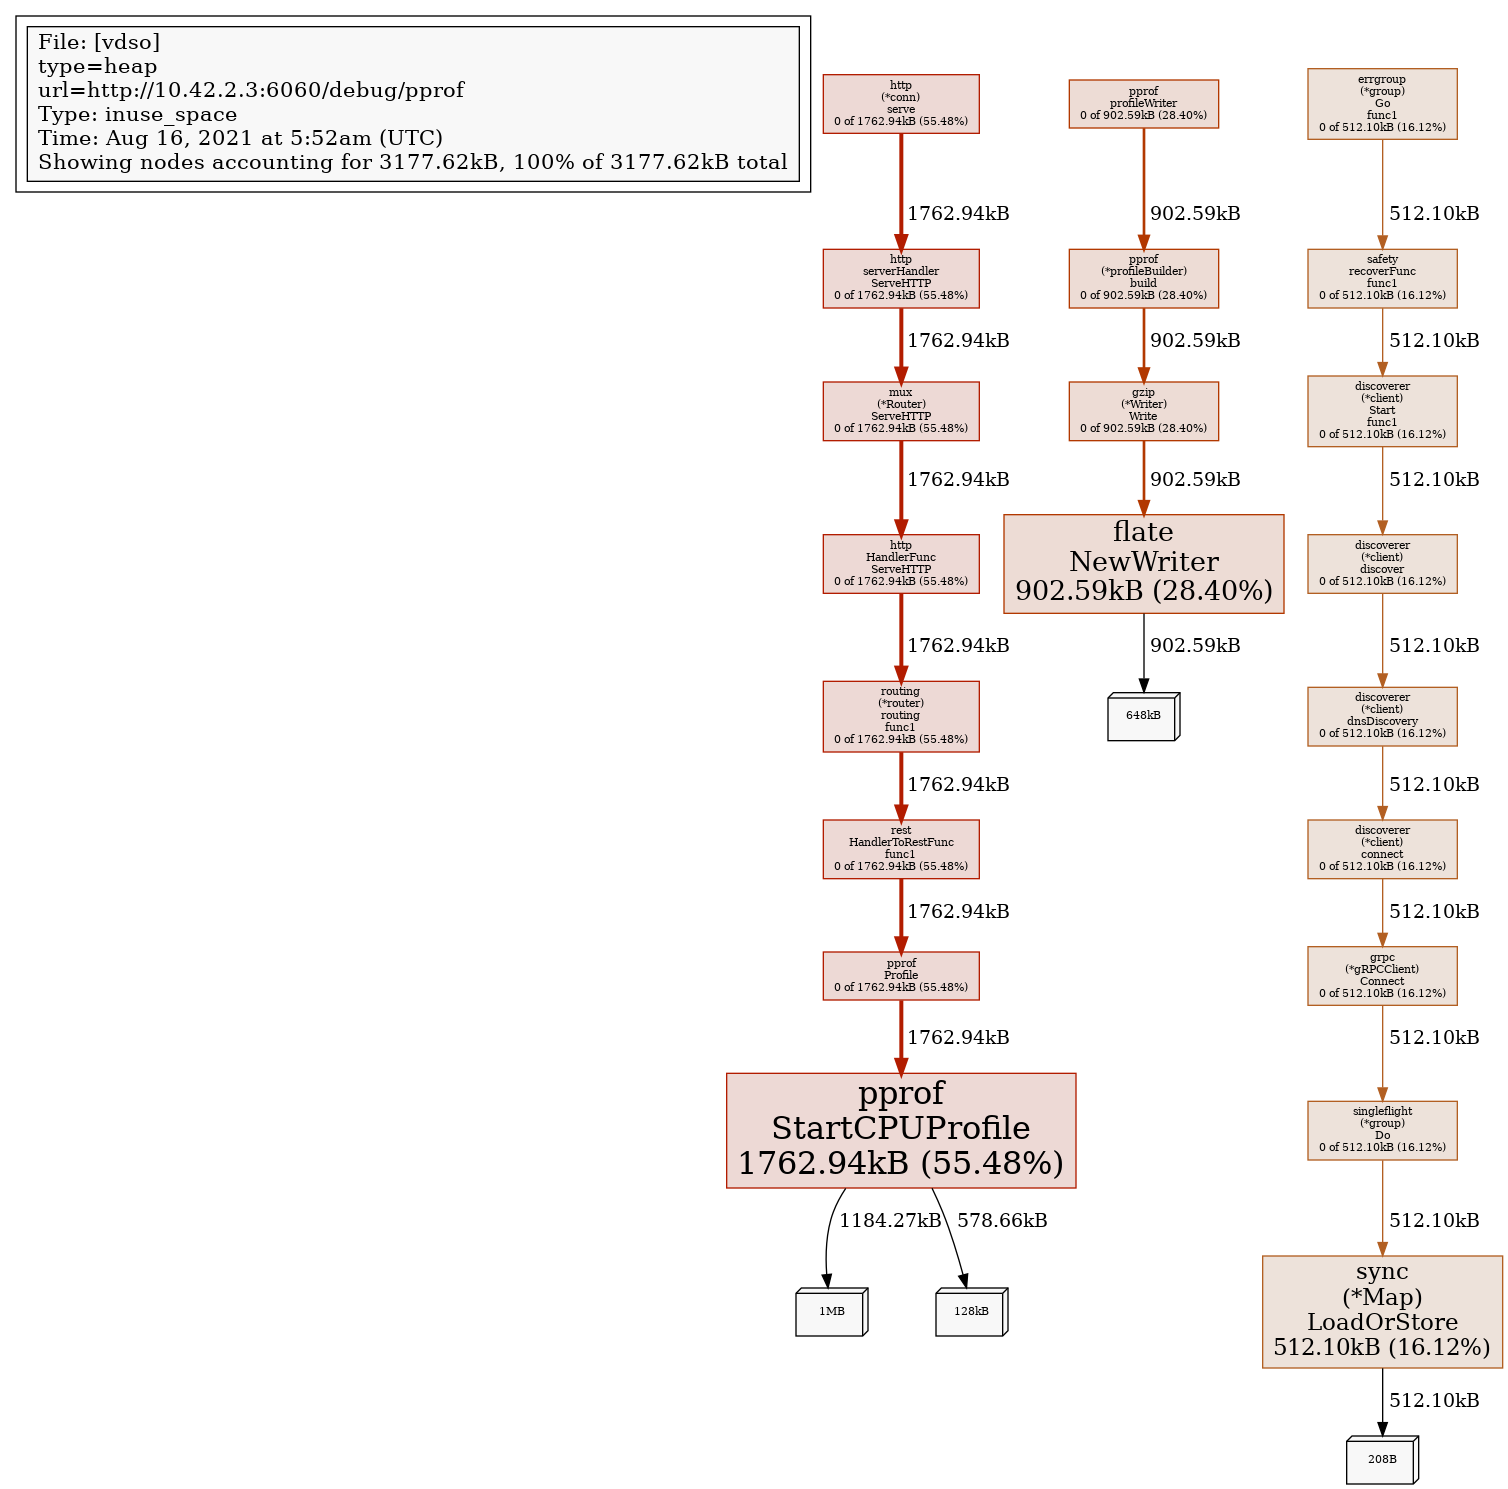 File: [vdso]
type=heap
url=http://10.42.2.3:6060/debug/pprof
Type: inuse_space
Time: Aug 16, 2021 at 5:52am (UTC)
Showing nodes accounting for 3177.62kB, 100% of 3177.62kB total
http
(*conn)
serve
0 of 1762.94kB (55.48%)
1762.94kB
http
serverHandler
ServeHTTP
0 of 1762.94kB (55.48%)
1762.94kB
mux
(*Router)
ServeHTTP
0 of 1762.94kB (55.48%)
1762.94kB
http
HandlerFunc
ServeHTTP
0 of 1762.94kB (55.48%)
1762.94kB
routing
(*router)
routing
func1
0 of 1762.94kB (55.48%)
1762.94kB
rest
HandlerToRestFunc
func1
0 of 1762.94kB (55.48%)
1762.94kB
pprof
Profile
0 of 1762.94kB (55.48%)
1762.94kB
pprof
StartCPUProfile
1762.94kB (55.48%)
1184.27kB
578.66kB
1MB
128kB
pprof
profileWriter
0 of 902.59kB (28.40%)
902.59kB
pprof
(*profileBuilder)
build
0 of 902.59kB (28.40%)
902.59kB
gzip
(*Writer)
Write
0 of 902.59kB (28.40%)
902.59kB
flate
NewWriter
902.59kB (28.40%)
902.59kB
648kB
errgroup
(*group)
Go
func1
0 of 512.10kB (16.12%)
512.10kB
safety
recoverFunc
func1
0 of 512.10kB (16.12%)
512.10kB
discoverer
(*client)
Start
func1
0 of 512.10kB (16.12%)
512.10kB
discoverer
(*client)
discover
0 of 512.10kB (16.12%)
512.10kB
discoverer
(*client)
dnsDiscovery
0 of 512.10kB (16.12%)
512.10kB
discoverer
(*client)
connect
0 of 512.10kB (16.12%)
512.10kB
grpc
(*gRPCClient)
Connect
0 of 512.10kB (16.12%)
512.10kB
singleflight
(*group)
Do
0 of 512.10kB (16.12%)
512.10kB
sync
(*Map)
LoadOrStore
512.10kB (16.12%)
512.10kB
208B